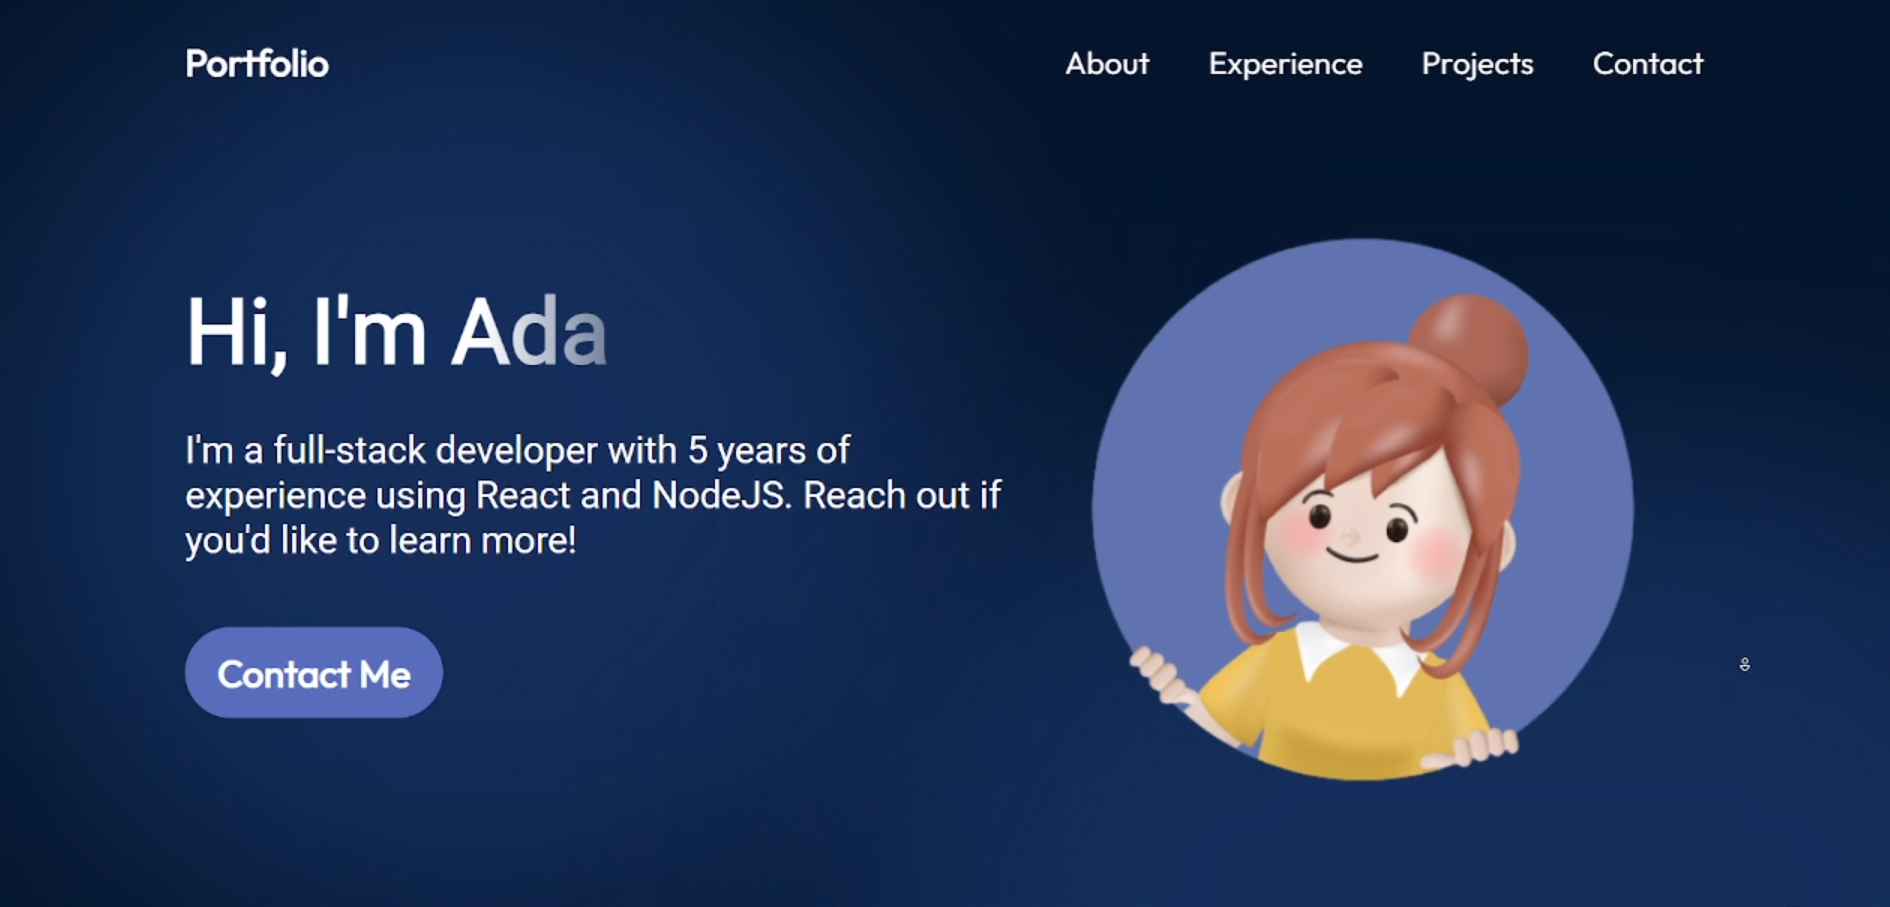 Portfolio
About Experience Projects Contact
Hi, I'm Ada
I'm a full-stack developer with 5 years of
experience using React and NodeJS. Reach out if
you'd like to learn more!
Contact Me